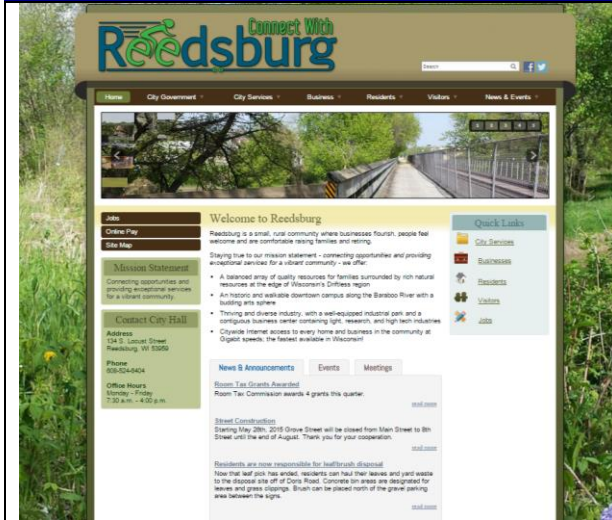 Connect With
Reedsburg
Search
Home
City Government
City Services
Business
Residents
Visitors
News & Events
Jobs
Online Pay
Site Map
Mission Statement
Connecting opportunities and
providing exceptional services
for a vibrant community.
Contact City Hall
Address
134 S. Locust Street
Reedsburg, WI 53959
Phone
608-524-6404
Office Hours
Monday - Friday
7:30 a.m. - 4:00 p.m.
Welcome to Reedsburg
Reedsburg is a small, rural community where businesses flourish, people feel
welcome and are comfortable raising families and retiring.
Staying true to our mission statement - connecting opportunities and providing
exceptional services for a vibrant community - we offer:
• A balanced array of quality resources for families surrounded by rich natural
resources at the edge of Wisconsin's Driftless region
• An historic and walkable downtown campus along the Baraboo River with a
building arts sphere
• Thriving and diverse industry, with a well-equipped industrial park and a
contiguous business center containing light, research, and high tech industries
• Citywide Internet access to every home and business in the community at
Gigabit speeds; the fastest available in Wisconsin!
News & Announcements
Events
Meetings
Room Tax Grants Awarded
Room Tax Commission awards 4 grants this quarter.
read more
Street Construction
Starting May 26th, 2015 Grove Street will be closed from Main Street to 8th
Street until the end of August. Thank you for your cooperation.
read more
Residents are now responsible for leaf/brush disposal
Now that leaf pick has ended, residents can haul their leaves and yard waste
to the disposal site off of Doris Road. Concrete bin areas are designated for
leaves and grass clippings. Brush can be placed north of the gravel parking
area between the signs.
read more
Quick Links
City Services
Businesses
Residents
Visitors
Jobs